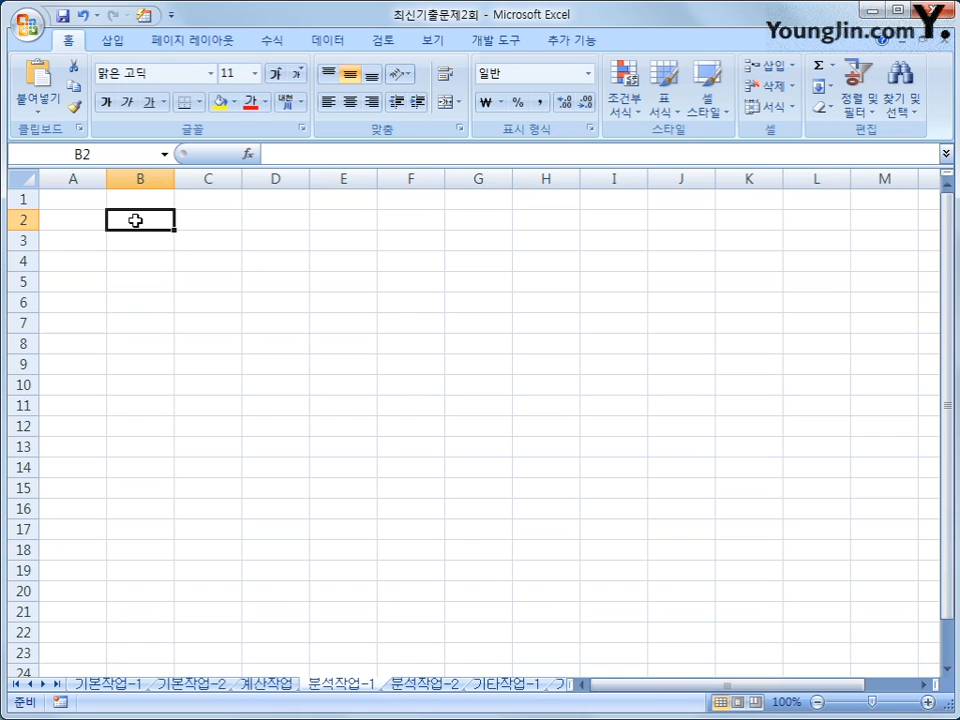 최신기출문제2회 - Microsoft Excel
YoungJin.com Y.
홈 삽입 페이지 레이아웃 수식 데이터 검토 보기 개발 도구 추가 기능
붙여넣기
맑은 고딕 11 가 가
가 가 가 가 내천
일반
₩ % ,
조건부 서식
표 서식
셀 스타일
삽입
삭제
서식
Σ
정렬 및 필터
찾기 및 선택
클립보드 글꼴 맞춤 표시 형식 스타일 셀 편집
B2 fx
A B C D E F G H I J K L M
1
2
3
4
5
6
7
8
9
10
11
12
13
14
15
16
17
18
19
20
21
22
23
24
기본작업-1 기본작업-2 계산작업 분석작업-1 분석작업-2 기타작업-1
준비 100%